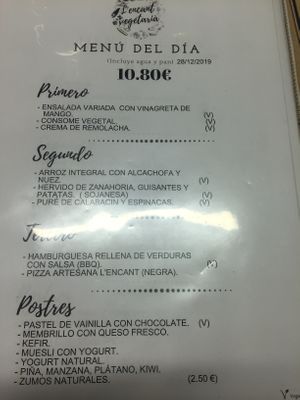 L'encant
vegetaria
MENÚ DEL DÍA
(Incluye agua y pan) 28/12/2019
10.80€
Primero
- ENSALADA VARIADA CON VINAGRETA DE
MANGO. (V)
- CONSOME VEGETAL. (V)
- CREMA DE REMOLACHA. (V)
Segundo
- ARROZ INTEGRAL CON ALCACHOFA Y
NUEZ. (V)
- HERVIDO DE ZANAHORIA, GUISANTES Y
PATATAS. ( SOJANESA) (V)
- PURÉ DE CALABACIN Y ESPINACAS. (V)
Tercero
- HAMBURGUESA RELLENA DE VERDURAS
CON SALSA (BBQ). (V)
- PIZZA ARTESANA L'ENCANT (NEGRA).
Postres
- PASTEL DE VAINILLA CON CHOCOLATE. (V)
- MEMBRILLO CON QUESO FRESCO.
- KEFIR.
- MUESLI CON YOGURT.
- YOGURT NATURAL.
- PIÑA, MANZANA, PLÁTANO, KIWI.
- ZUMOS NATURALES. (2,50 €)